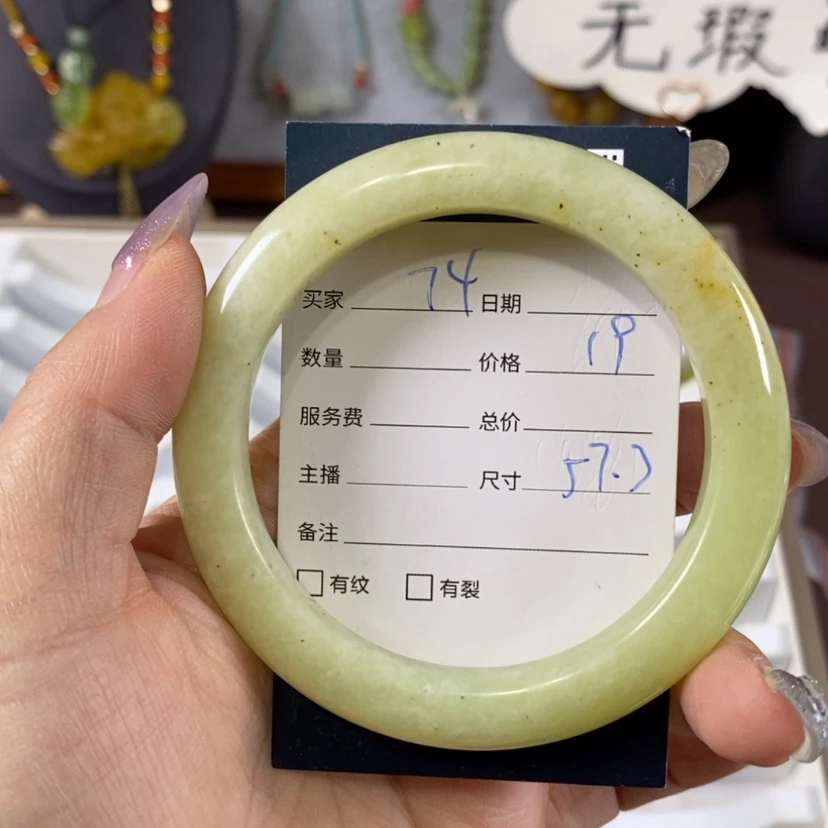 无瑕
买家 74 日期
数量 价格 19
服务费 总价
主播 尺寸 57.7
备注
有纹 有裂